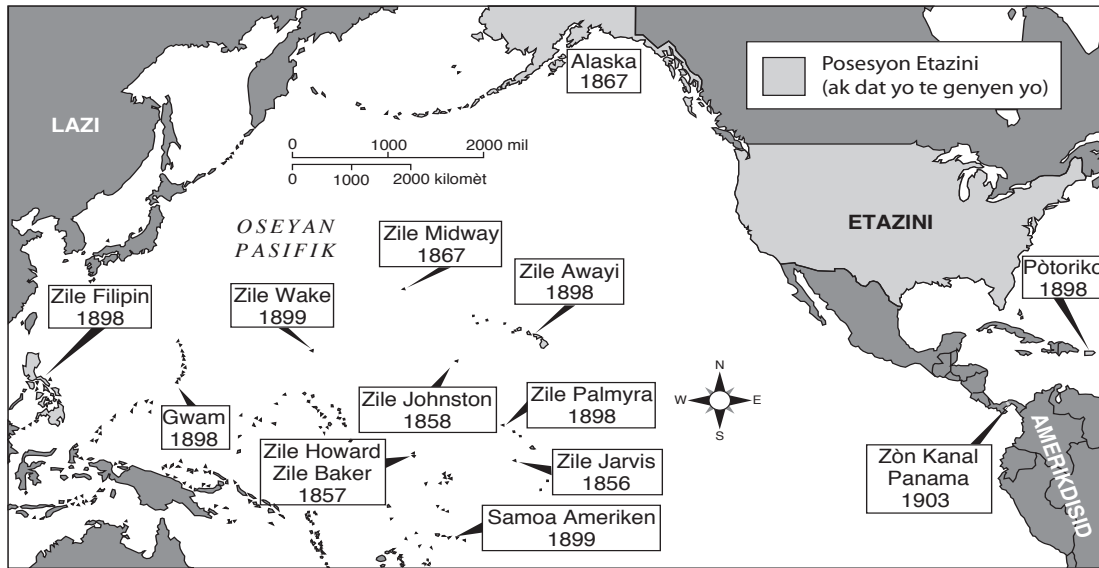 Alaska
1867
Posesyon Etazini
(ak dat yo te genyen yo)
LAZI
0 1000 2000 mil
0 1000 2000 kilomèt
OSEYAN
PASIFIK
ETAZINI
Zile Midway
1867
Zile Awayi
1898
Pòtoriko
1898
Zile Filipin
1898
Zile Wake
1899
N
W E
S
Zile Johnston
1858
Zile Palmyra
1898
Gwam
1898
Zile Howard
Zile Baker
1857
Zile Jarvis
1856
Zòn Kanal
Panama
1903
AMERIKDISID
Samoa Ameriken
1899